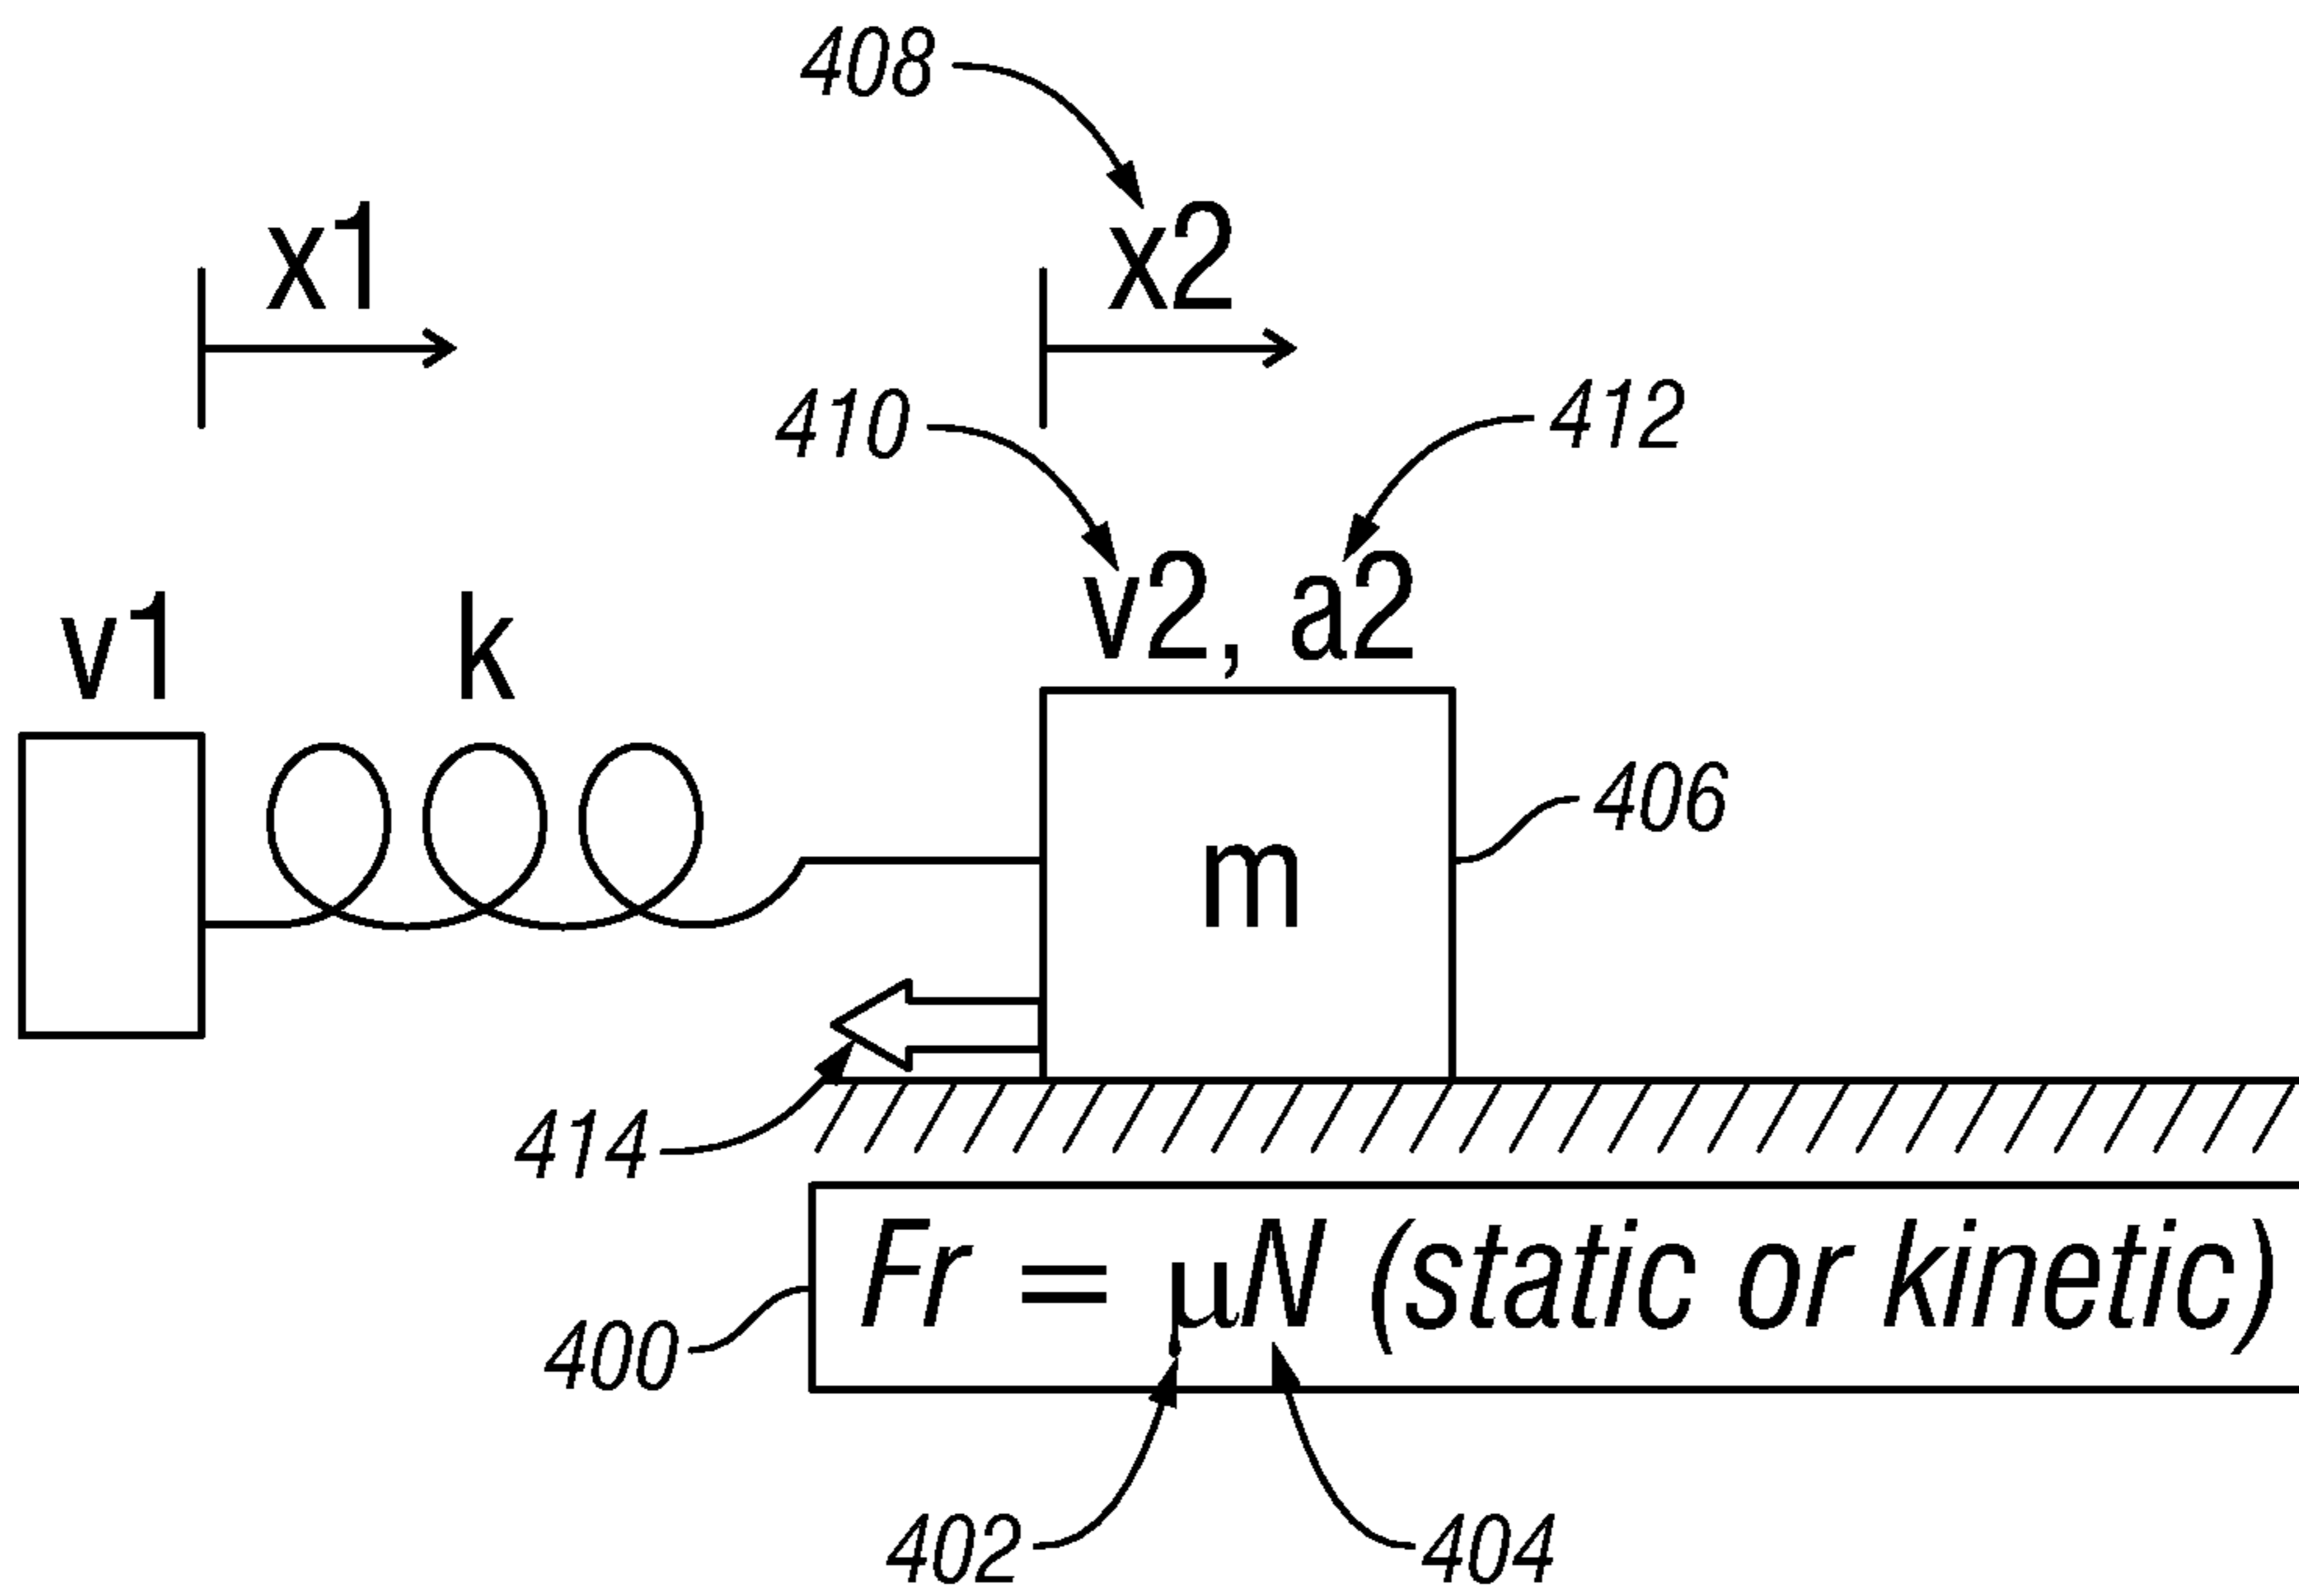 408
x1
x2
410
412
v2, a2
v1
k
406
m
414
Fr = µN (static or kinetic)
400
402
404